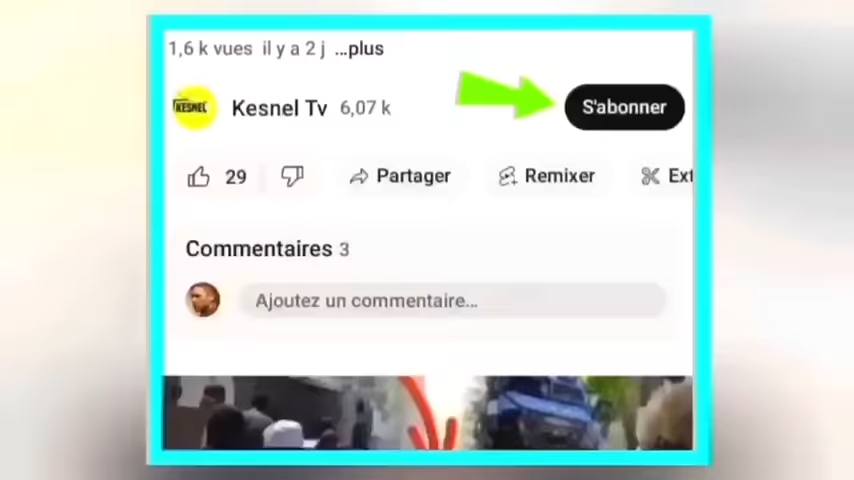 1,6 k vues il y a 2 j ...plus
KESNEL
Kesnel Tv 6,07 k
S'abonner
29
Partager
Remixer
Ext
Commentaires 3
Ajoutez un commentaire...